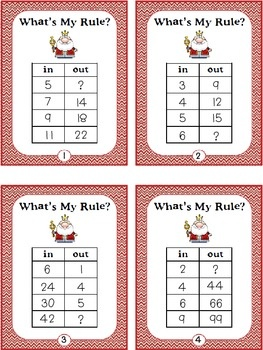 What's My Rule?
in out
5 ?
7 14
9 18
11 22
1
What's My Rule?
in out
3 9
4 12
5 15
6 ?
2
What's My Rule?
in out
6 1
24 4
30 5
42 ?
3
What's My Rule?
in out
2 ?
4 44
6 66
9 99
4